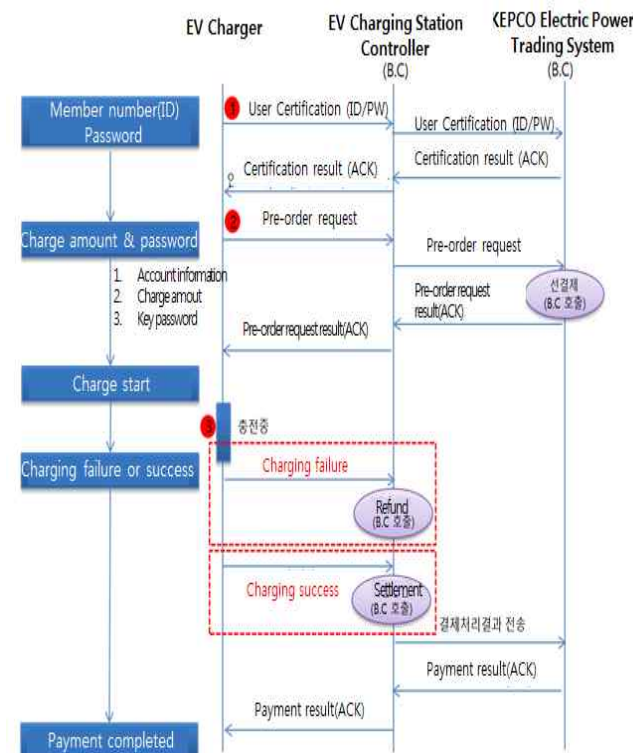 EV Charger
EV Charging Station
Controller
(B.C)
KEPCO Electric Power
Trading System
(B.C)
Member number(ID)
Password
1
User Certification (ID/PW)
User Certification (ID/PW)
Certification result (ACK)
Certification result (ACK)
2
Pre-order request
Charge amount & password
Pre-order request
1. Account information
2. Charge amout
3. Key password
선결제
(B.C 호출)
Pre-order request
result(ACK)
Pre-order request result(ACK)
Charge start
3
충전중
Charging failure or success
Charging failure
Refund
(B.C 호출)
Charging success
Settlement
(B.C 호출)
결제처리결과 전송
Payment result(ACK)
Payment result(ACK)
Payment completed